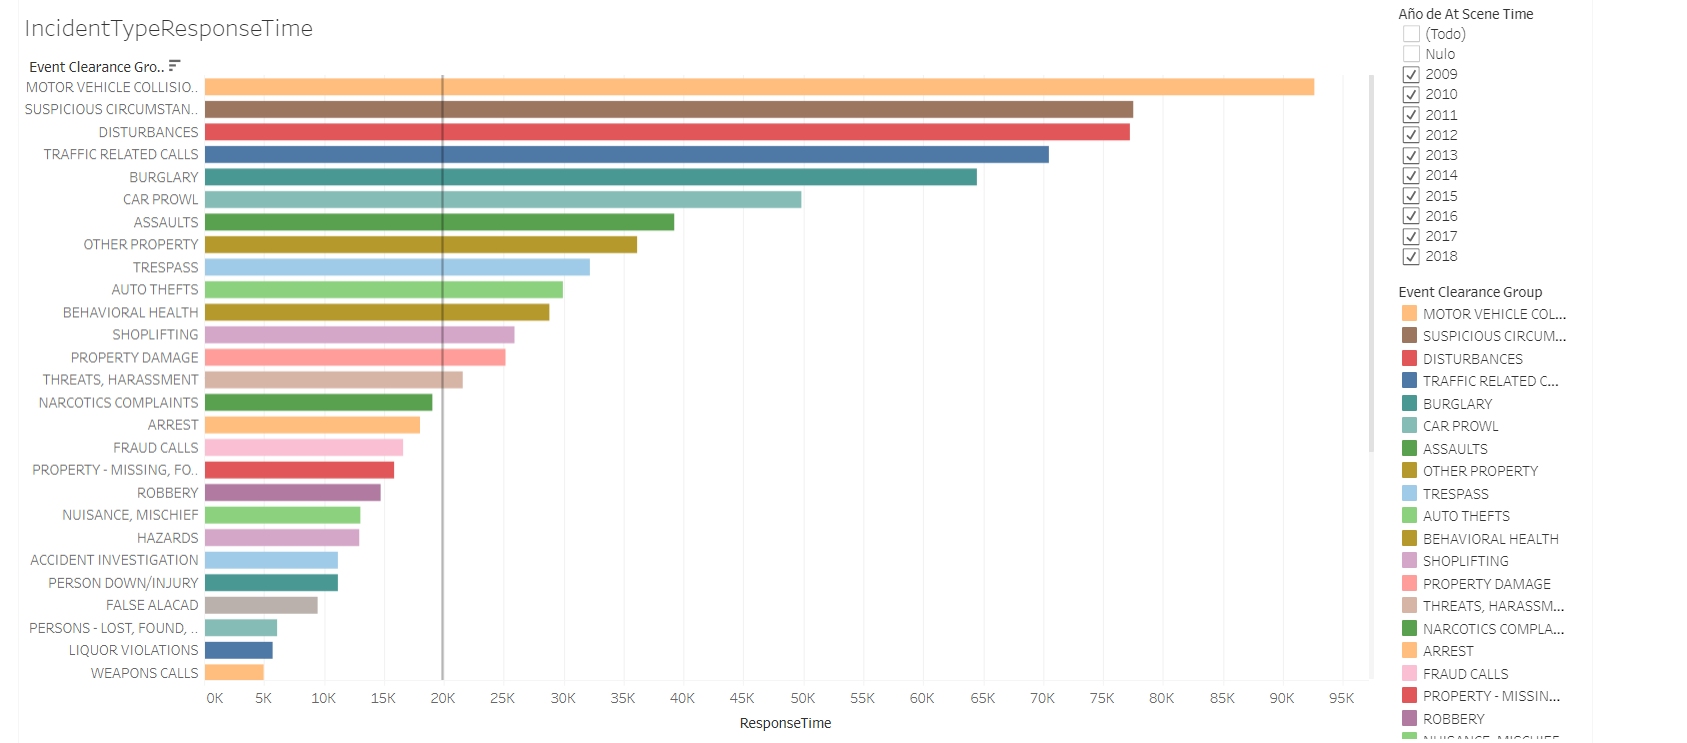 IncidentTypeResponseTime
Event Clearance Gro..
MOTOR VEHICLE COLLISIO..
SUSPICIOUS CIRCUMSTAN..
DISTURBANCES
TRAFFIC RELATED CALLS
BURGLARY
CAR PROWL
ASSAULTS
OTHER PROPERTY
TRESPASS
AUTO THEFTS
BEHAVIORAL HEALTH
SHOPLIFTING
PROPERTY DAMAGE
THREATS, HARASSMENT
NARCOTICS COMPLAINTS
ARREST
FRAUD CALLS
PROPERTY - MISSING, FO..
ROBBERY
NUISANCE, MISCHIEF
HAZARDS
ACCIDENT INVESTIGATION
PERSON DOWN/INJURY
FALSE ALACAD
PERSONS - LOST, FOUND, ..
LIQUOR VIOLATIONS
WEAPONS CALLS
0K 5K 10K 15K 20K 25K 30K 35K 40K 45K 50K 55K 60K 65K 70K 75K 80K 85K 90K 95K
ResponseTime
Año de At Scene Time
(Todo)
Nulo
2009
2010
2011
2012
2013
2014
2015
2016
2017
2018
Event Clearance Group
MOTOR VEHICLE COL...
SUSPICIOUS CIRCUM...
DISTURBANCES
TRAFFIC RELATED C...
BURGLARY
CAR PROWL
ASSAULTS
OTHER PROPERTY
TRESPASS
AUTO THEFTS
BEHAVIORAL HEALTH
SHOPLIFTING
PROPERTY DAMAGE
THREATS, HARASSM...
NARCOTICS COMPLA...
ARREST
FRAUD CALLS
PROPERTY - MISSIN...
ROBBERY